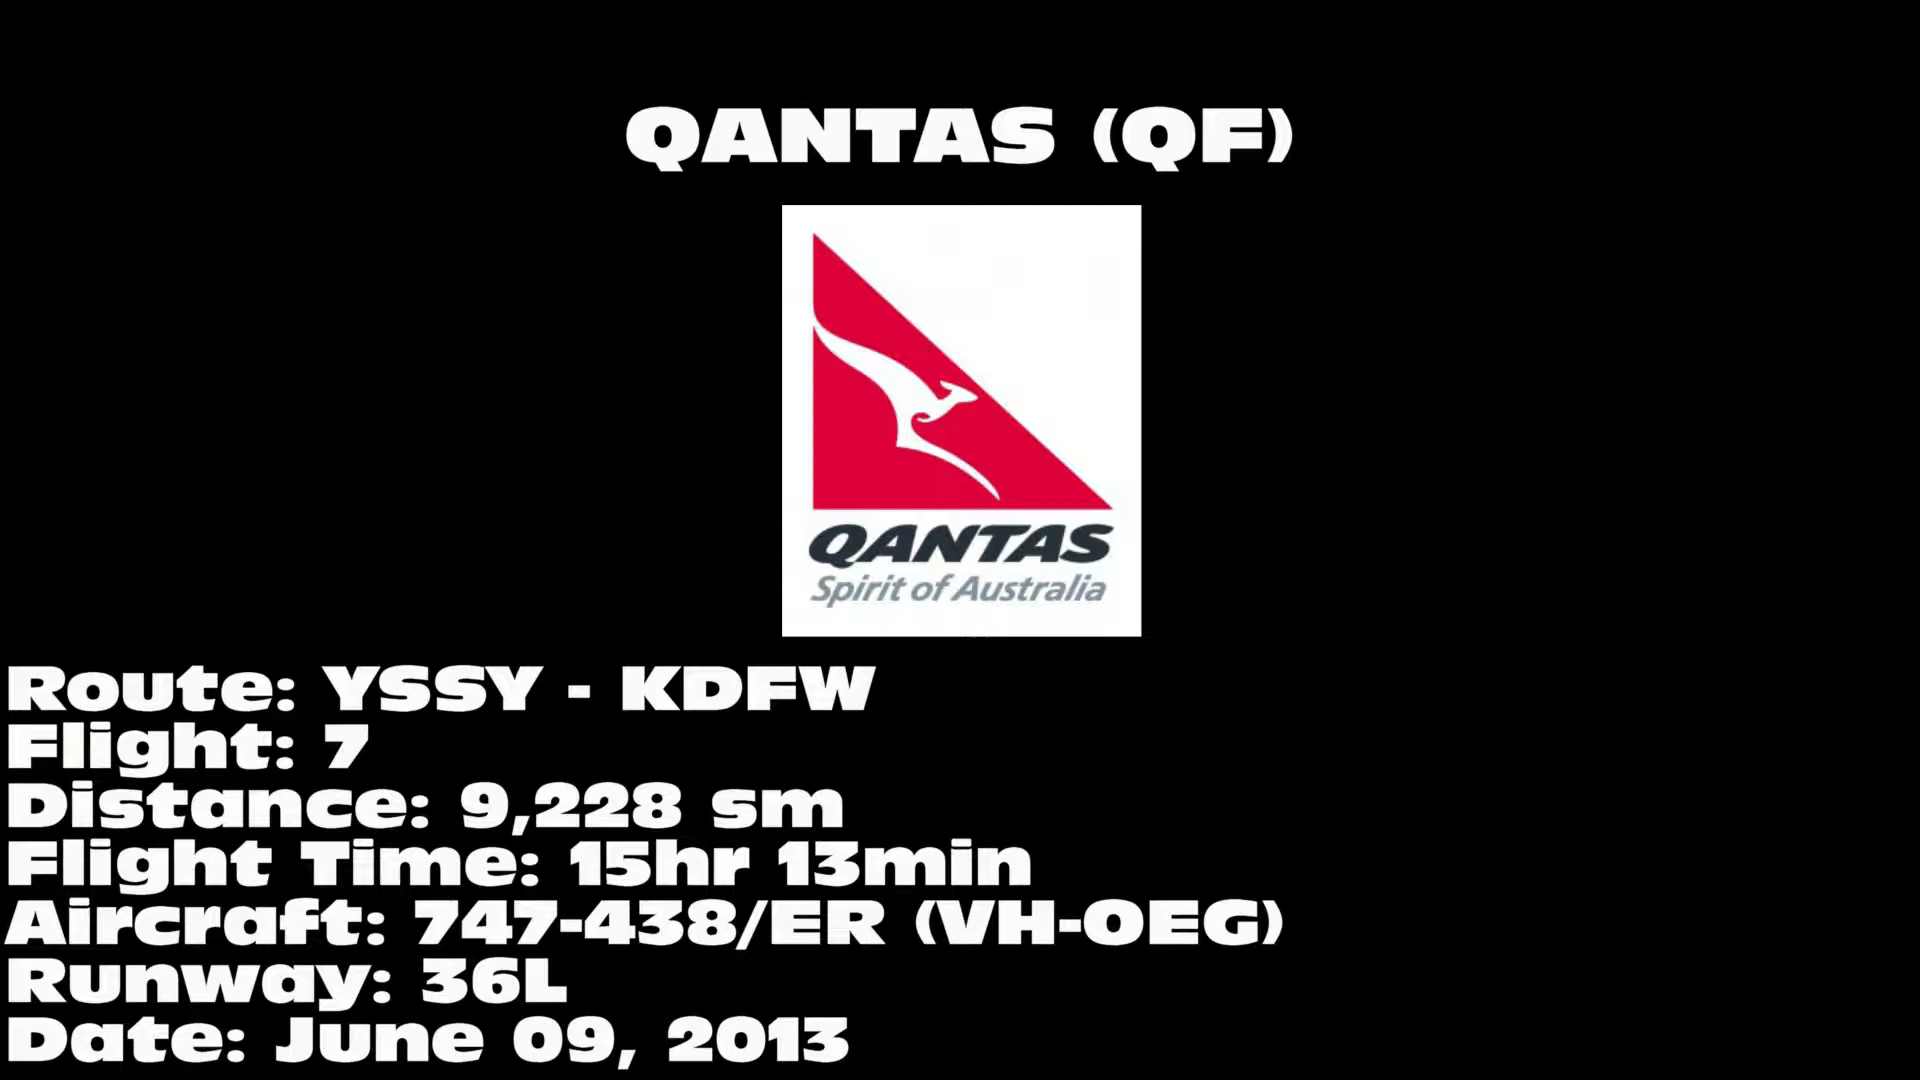 QANTAS (QF)
QANTAS
Spirit of Australia
Route: YSSY - KDFW
Flight: 7
Distance: 9,228 sm
Flight Time: 15hr 13min
Aircraft: 747-438/ER (VH-OEG)
Runway: 36L
Date: June 09, 2013